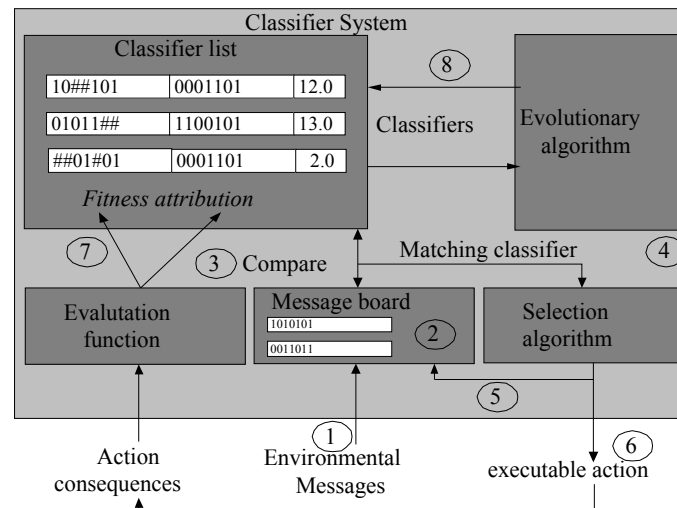 Classifier System
Classifier list
10##101 0001101 12.0
01011## 1100101 13.0
##01#01 0001101 2.0
Fitness attribution
8
Classifiers
Evolutionary
algorithm
7
3 Compare
Matching classifier
4
Evalutation
function
Message board
1010101
0011011
2
Selection
algorithm
5
1
6
Action
consequences
Environmental
Messages
executable action